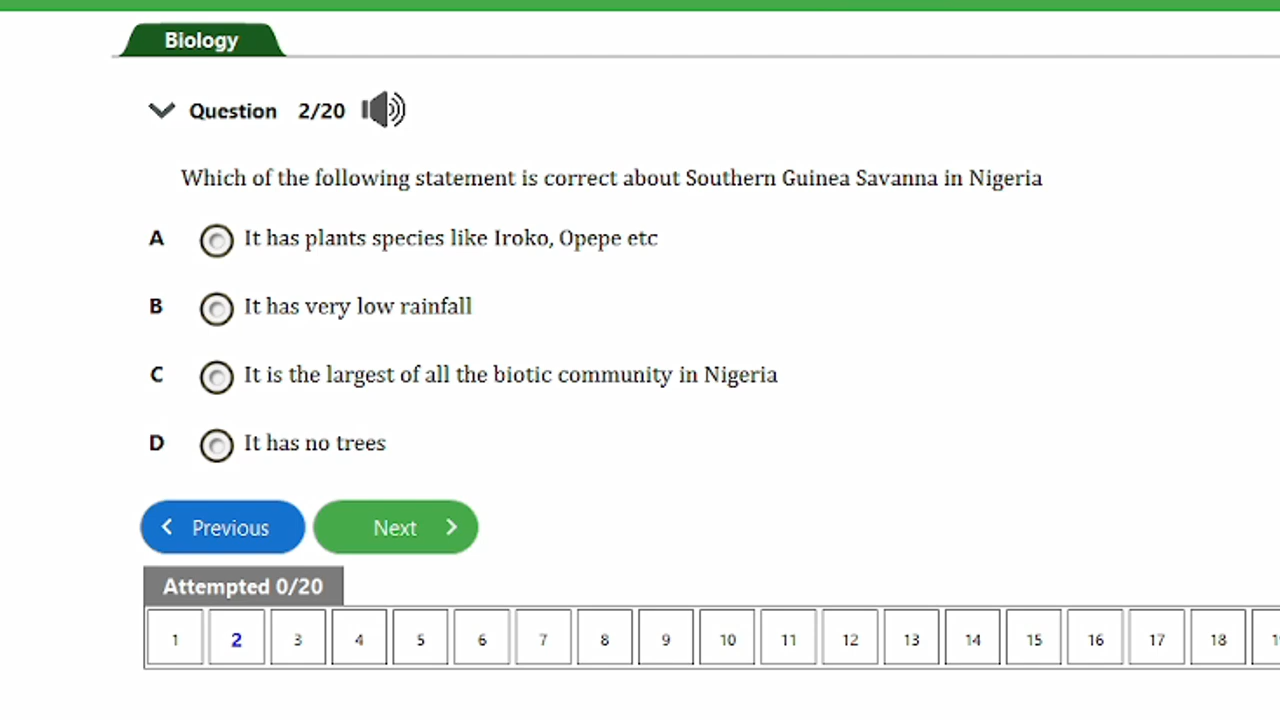 Biology
Question 2/20
Which of the following statement is correct about Southern Guinea Savanna in Nigeria
A It has plants species like Iroko, Opepe etc
B It has very low rainfall
C It is the largest of all the biotic community in Nigeria
D It has no trees
Previous Next
Attempted 0/20
1 2 3 4 5 6 7 8 9 10 11 12 13 14 15 16 17 18